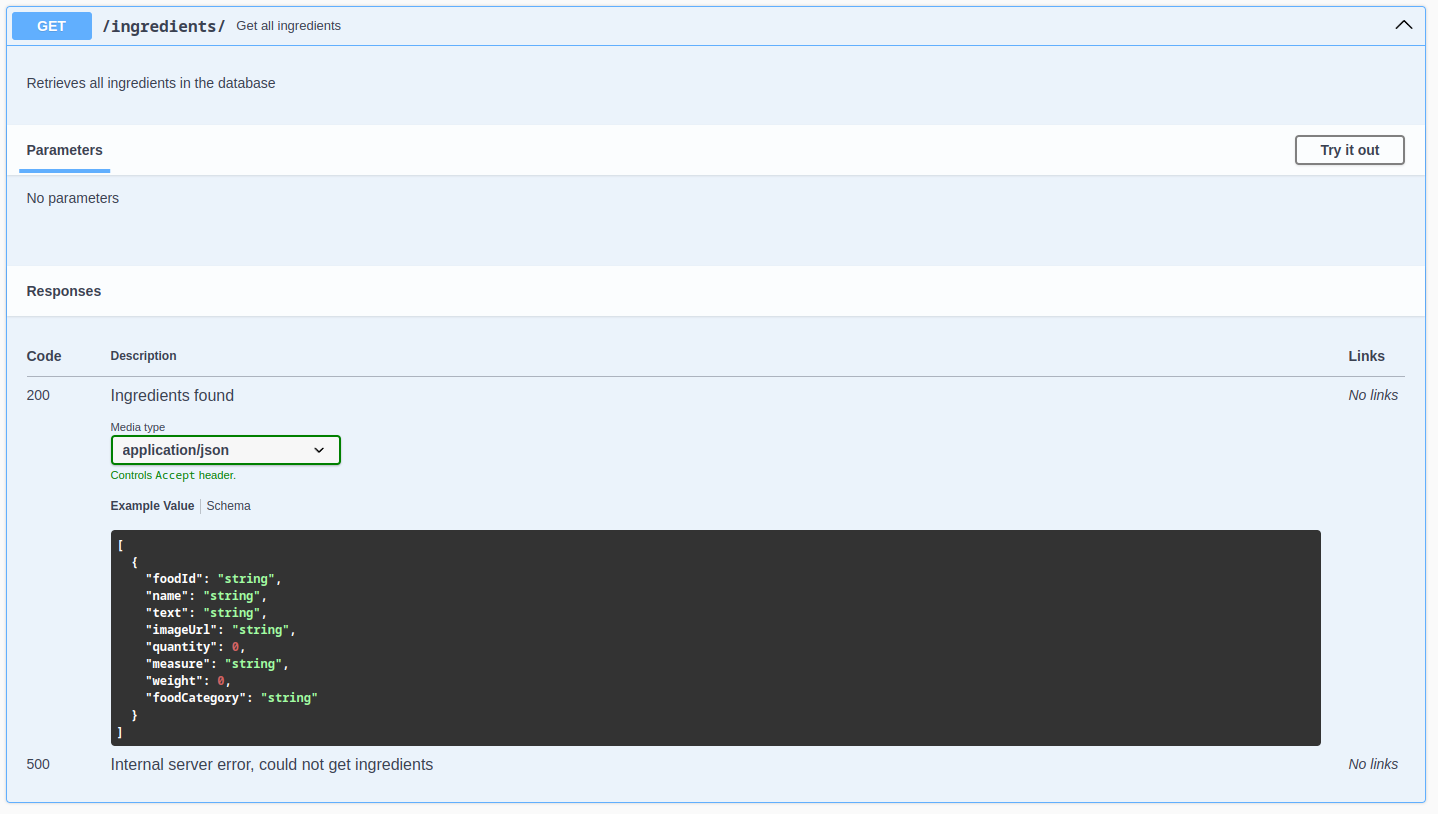 GET /ingredients/ Get all ingredients
Retrieves all ingredients in the database
Parameters Try it out
No parameters
Responses
Code Description Links
200 Ingredients found No links
Media type
application/json
Controls Accept header.
Example Value Schema
[
  {
    "foodId": "string",
    "name": "string",
    "text": "string",
    "imageUrl": "string",
    "quantity": 0,
    "measure": "string",
    "weight": 0,
    "foodCategory": "string"
  }
]
500 Internal server error, could not get ingredients No links